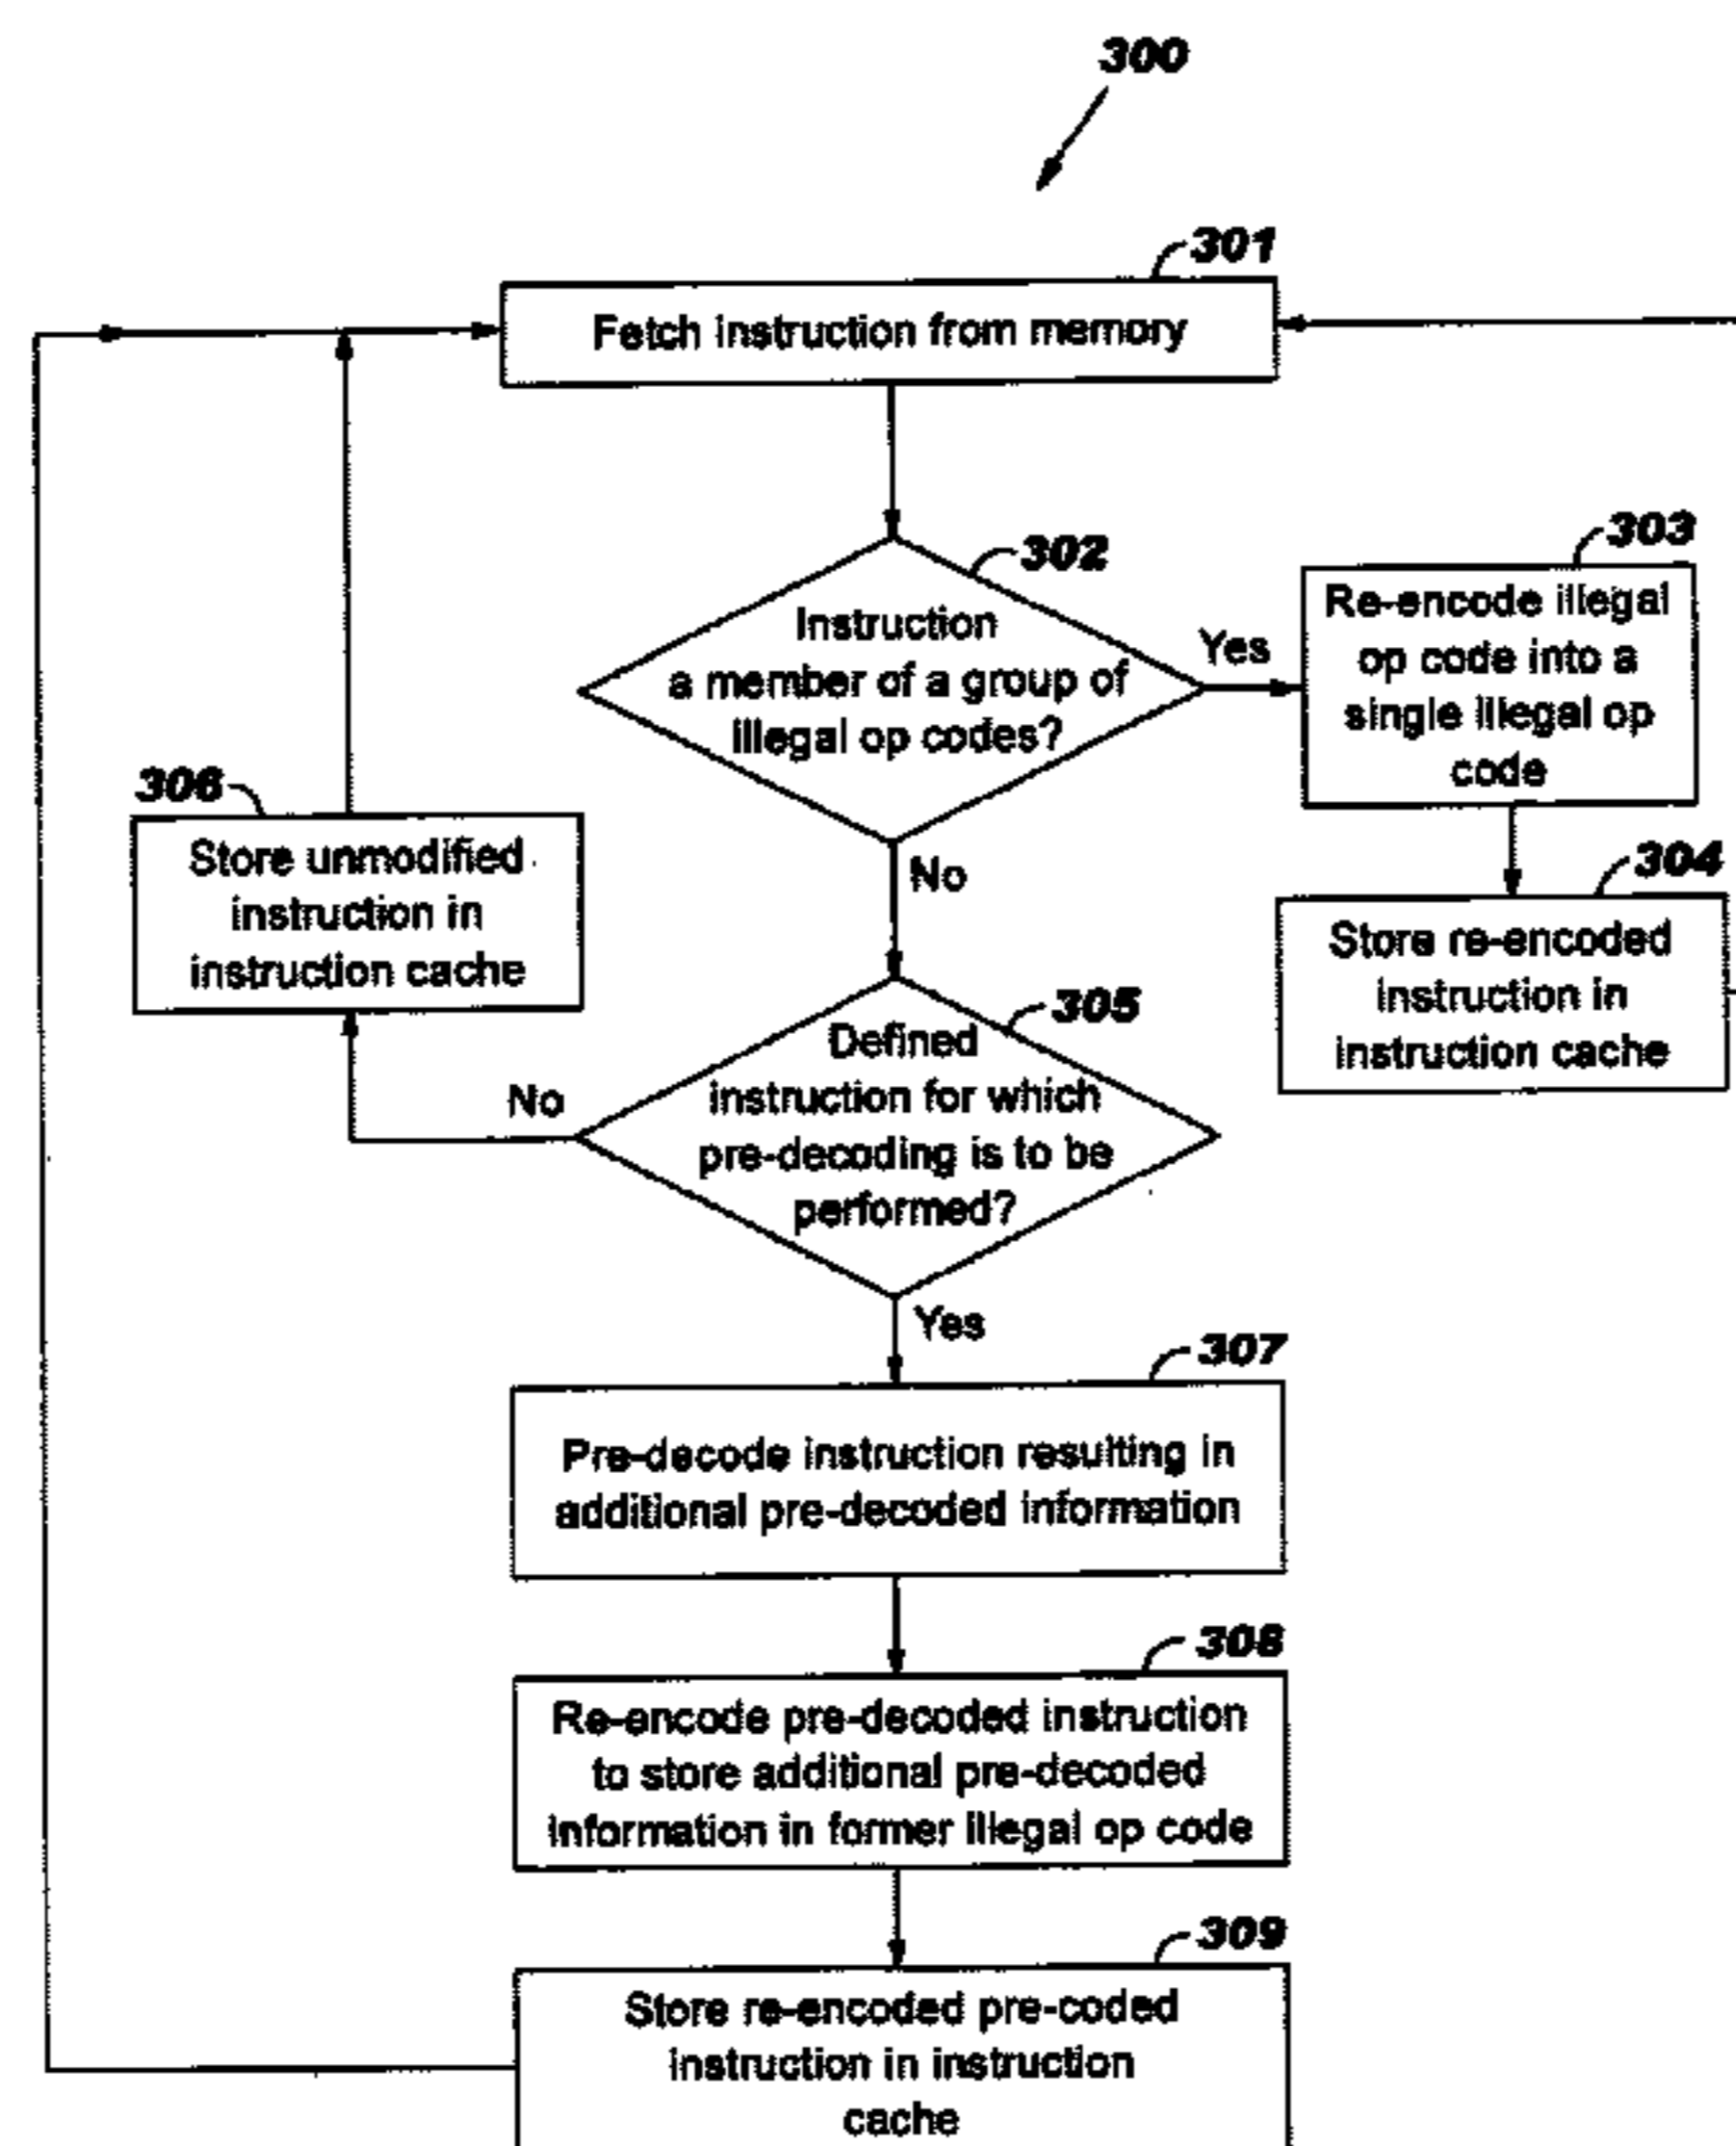 300
301
Fetch instruction from memory
302
Instruction
a member of a group of
illegal op codes?
Yes
303
Re-encode illegal
op code into a
single illegal op
code
304
Store re-encoded
instruction in
instruction cache
No
306
Store unmodified
instruction in
instruction cache
305
Defined
instruction for which
pre-decoding is to be
performed?
No
Yes
307
Pre-decode instruction resulting in
additional pre-decoded information
308
Re-encode pre-decoded instruction
to store additional pre-decoded
information in former illegal op code
309
Store re-encoded pre-coded
instruction in instruction
cache